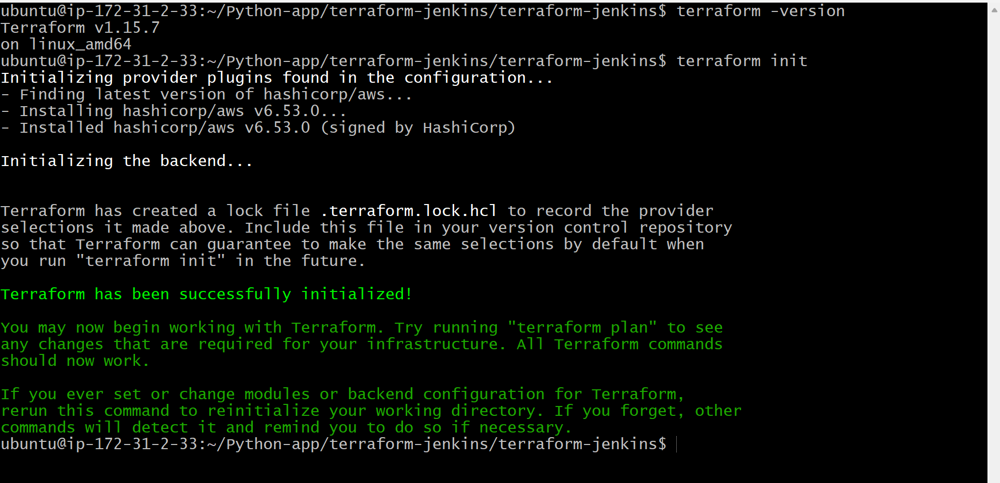 ubuntu@ip-172-31-2-33:~/Python-app/terraform-jenkins/terraform-jenkins$ terraform -version
Terraform v1.15.7
on linux_amd64
ubuntu@ip-172-31-2-33:~/Python-app/terraform-jenkins/terraform-jenkins$ terraform init
Initializing provider plugins found in the configuration...
- Finding latest version of hashicorp/aws...
- Installing hashicorp/aws v6.53.0...
- Installed hashicorp/aws v6.53.0 (signed by HashiCorp)
Initializing the backend...
Terraform has created a lock file .terraform.lock.hcl to record the provider
selections it made above. Include this file in your version control repository
so that Terraform can guarantee to make the same selections by default when
you run "terraform init" in the future.
Terraform has been successfully initialized!
You may now begin working with Terraform. Try running "terraform plan" to see
any changes that are required for your infrastructure. All Terraform commands
should now work.
If you ever set or change modules or backend configuration for Terraform,
rerun this command to reinitialize your working directory. If you forget, other
commands will detect it and remind you to do so if necessary.
ubuntu@ip-172-31-2-33:~/Python-app/terraform-jenkins/terraform-jenkins$